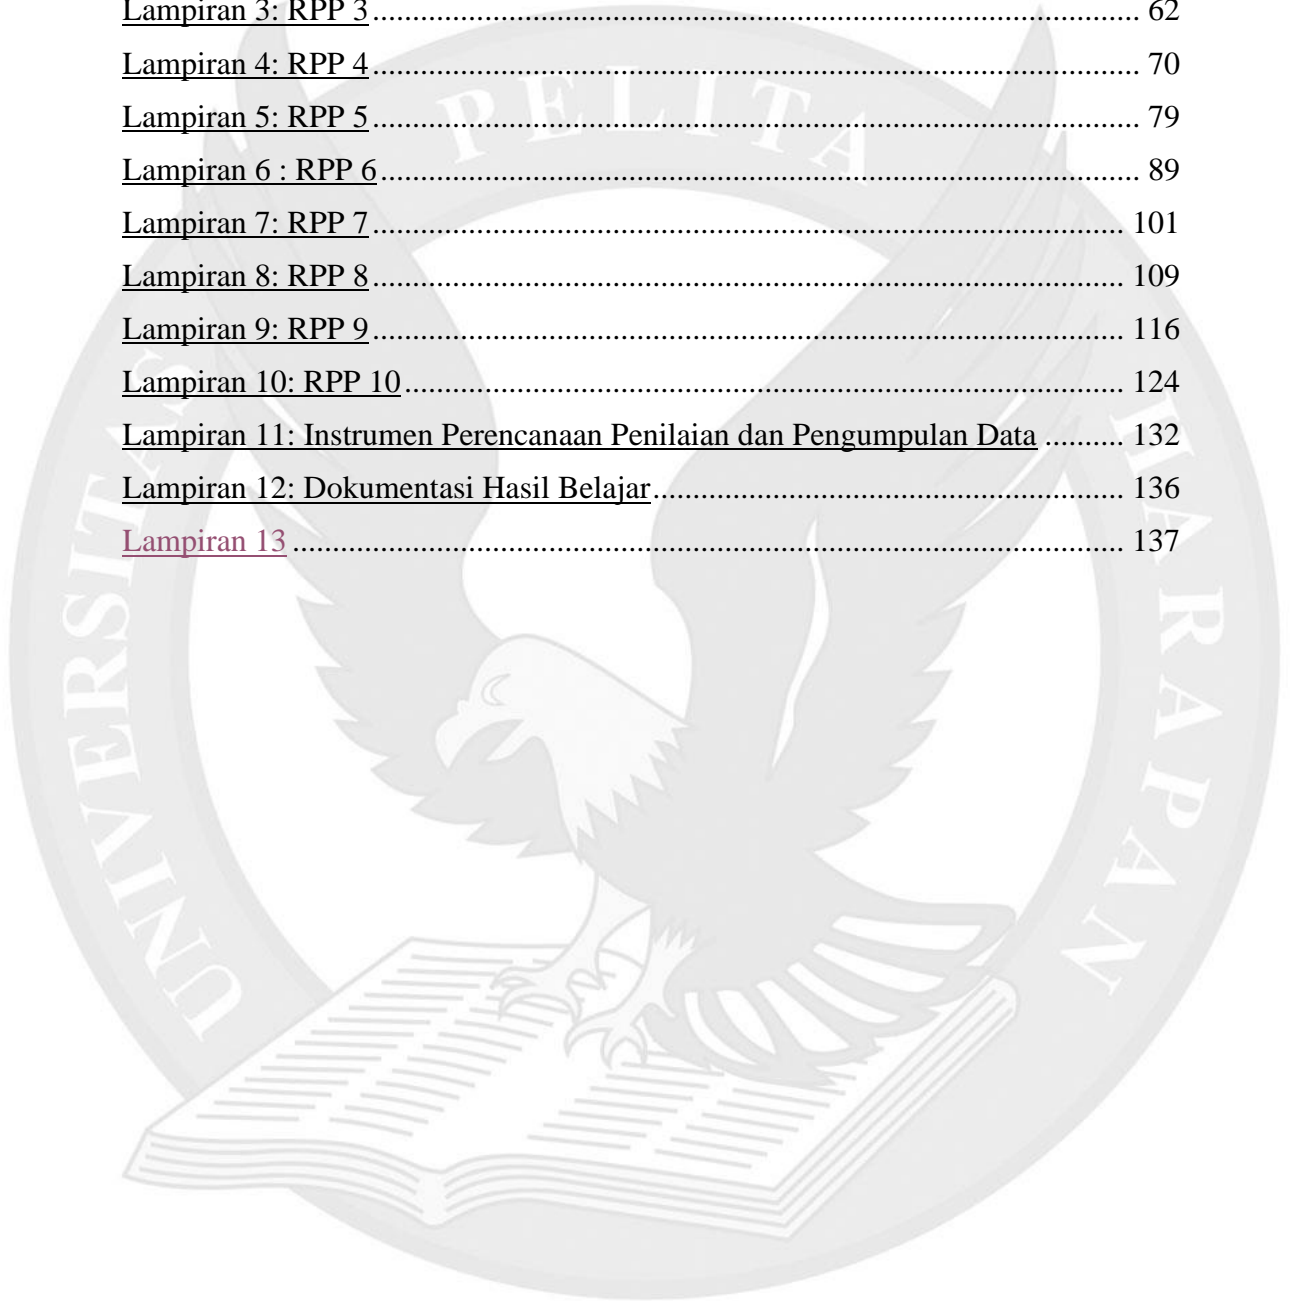 Lampiran 3: RPP 3................................................................................................ 62
Lampiran 4: RPP 4................................................................................................ 70
Lampiran 5: RPP 5................................................................................................ 79
Lampiran 6 : RPP 6............................................................................................... 89
Lampiran 7: RPP 7.............................................................................................. 101
Lampiran 8: RPP 8.............................................................................................. 109
Lampiran 9: RPP 9.............................................................................................. 116
Lampiran 10: RPP 10.......................................................................................... 124
Lampiran 11: Instrumen Perencanaan Penilaian dan Pengumpulan Data .......... 132
Lampiran 12: Dokumentasi Hasil Belajar........................................................... 136
Lampiran 13 ........................................................................................................ 137
UNIVERSITAS PELITA HARAPAN